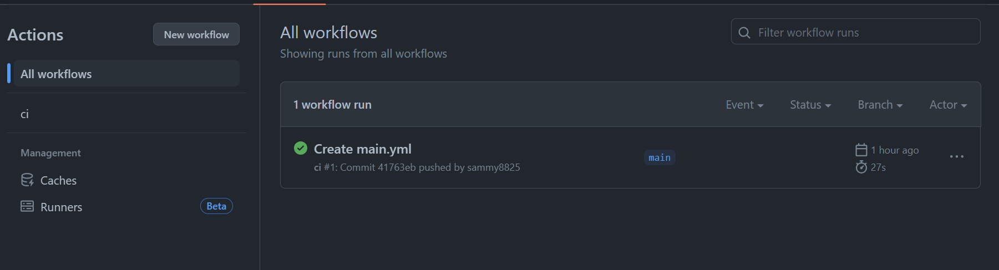 Actions
New workflow
All workflows
ci
Management
Caches
Runners
Beta
All workflows
Showing runs from all workflows
Filter workflow runs
1 workflow run
Event
Status
Branch
Actor
Create main.yml
ci #1: Commit 41763eb pushed by sammy8825
main
1 hour ago
27s